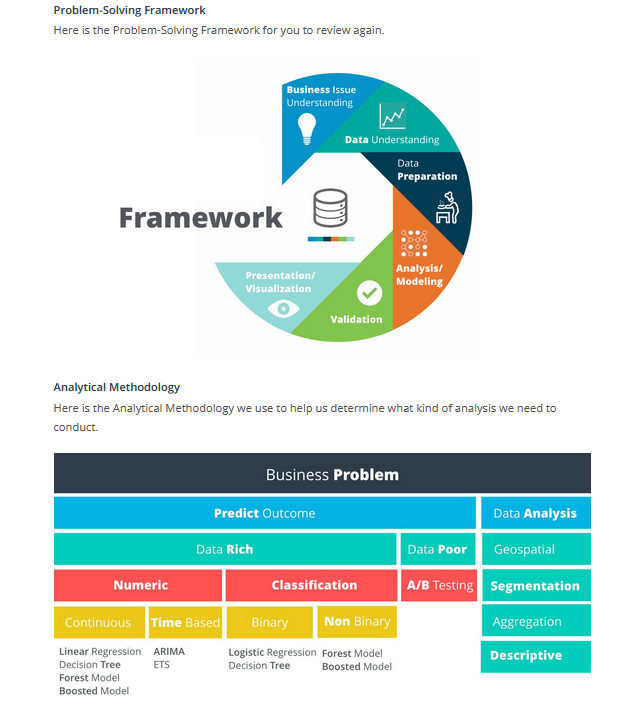 Problem-Solving Framework
Here is the Problem-Solving Framework for you to review again.
Business Issue
Understanding
Data Understanding
Data
Preparation
Framework
Analysis/
Modeling
Presentation/
Visualization
Validation
Analytical Methodology
Here is the Analytical Methodology we use to help us determine what kind of analysis we need to
conduct.
Business Problem
Predict Outcome
Data Analysis
Data Rich
Data Poor
Geospatial
Numeric
Classification
A/B Testing
Segmentation
Continuous
Time Based
Binary
Non Binary
Aggregation
Linear Regression
Decision Tree
Forest Model
Boosted Model
ARIMA
ETS
Logistic Regression
Decision Tree
Forest Model
Boosted Model
Descriptive